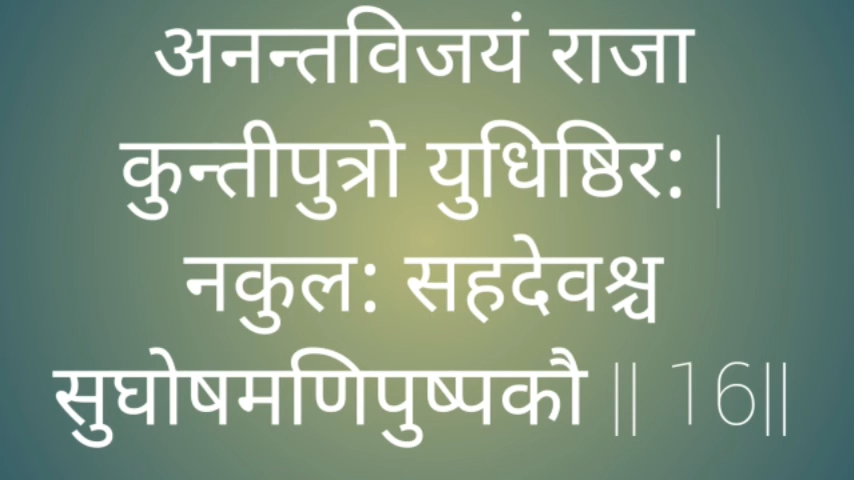 अनन्तविजयं राजा
कुन्तीपुत्रो युधिष्ठिर: |
नकुल: सहदेवश्च
सुघोषमणिपुष्पकौ || 16||